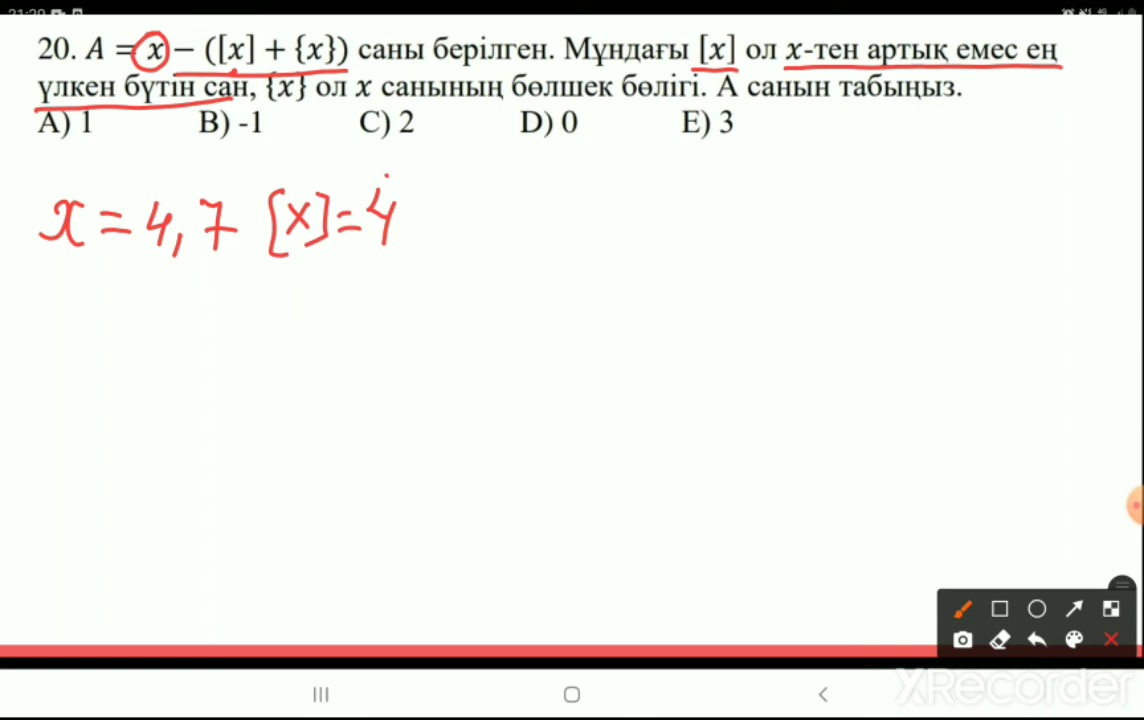 20. A = x − ([x] + {x}) саны берілген. Мұндағы [x] ол x-тен артық емес ең
үлкен бүтін сан, {x} ол x санының бөлшек бөлігі. А санын табыңыз.
A) 1 B) -1 C) 2 D) 0 E) 3
x = 4,7 [x]=4
XRecorder